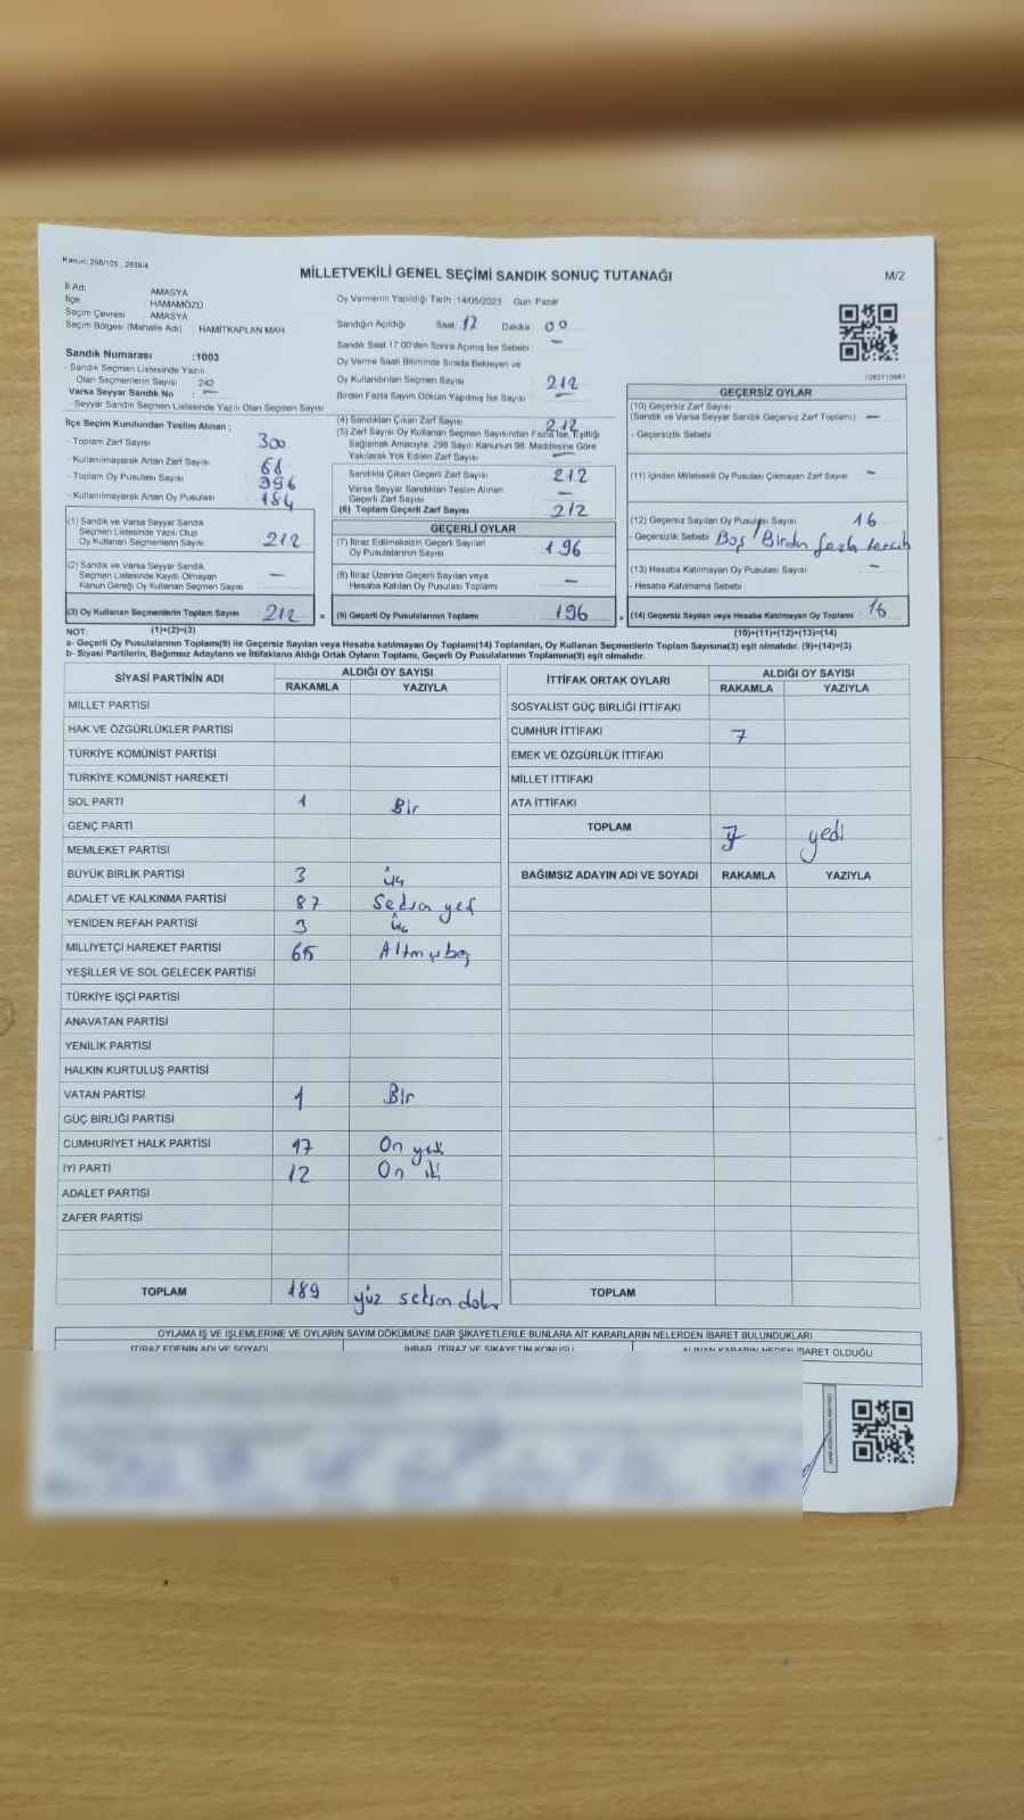 Kanun: 298/105 , 2839/4
MİLLETVEKİLİ GENEL SEÇİMİ SANDIK SONUÇ TUTANAĞI
M/2
İl Adı AMASYA
İlçe HAMAMÖZÜ
Seçim Çevresi AMASYA
Seçim Bölgesi (Mahalle Adı) HAMİTKAPLAN MAH
Oy Vermenin Yapıldığı Tarih :14/05/2023 Gün: Pazar
Sandığın Açıldığı Saat: 17 Dakika 00
Sandık Saat 17:00'den Sonra Açılmış İse Sebebi : —
Oy Verme Saati Bitiminde Sırada Bekleyen ve
Oy Kullandırılan Seçmen Sayısı 212
Birden Fazla Sayım Döküm Yapılmış İse Sayısı —
Sandık Numarası :1003
- Sandık Seçmen Listesinde Yazılı
Olan Seçmenlerin Sayısı 242
Varsa Seyyar Sandık No : —
Seyyar Sandık Seçmen Listesinde Yazılı Olan Seçmen Sayısı
İlçe Seçim Kurulundan Teslim Alınan ;
- Toplam Zarf Sayısı 300
- Kullanılmayarak Artan Zarf Sayısı 68
- Toplam Oy Pusulası Sayısı 396
- Kullanılmayarak Artan Oy Pusulası 184
(1) Sandık ve Varsa Seyyar Sandık
Seçmen Listesinde Yazılı Olup
Oy Kullanan Seçmenlerin Sayısı 212
(2) Sandık ve Varsa Seyyar Sandık
Seçmen Listesinde Kaydı Olmayan
Kanun Gereği Oy Kullanan Seçmen Sayısı —
(3) Oy Kullanan Seçmenlerin Toplam Sayısı 212 =
(1)+(2)=(3)
(4) Sandıktan Çıkan Zarf Sayısı 212
(5) Zarf Sayısı Oy Kullanan Seçmen Sayısından Fazla İse, Eşitliği
Sağlamak Amacıyla, 298 Sayılı Kanunun 98. Maddesine Göre
Yakılarak Yok Edilen Zarf Sayısı —
Sandıkta Çıkan Geçerli Zarf Sayısı 212
Varsa Seyyar Sandıktan Teslim Alınan
Geçerli Zarf Sayısı —
(6) Toplam Geçerli Zarf Sayısı 212
GEÇERLİ OYLAR
(7) İtiraz Edilmeksizin Geçerli Sayılan
Oy Pusulalarının Sayısı 196
(8) İtiraz Üzerine Geçerli Sayılan veya
Hesaba Katılan Oy Pusulası Toplamı —
(9) Geçerli Oy Pusulalarının Toplamı 196 +
GEÇERSİZ OYLAR
(10) Geçersiz Zarf Sayısı
(Sandık ve Varsa Seyyar Sandık Geçersiz Zarf Toplamı) —
- Geçersizlik Sebebi
(11) İçinden Milletvekili Oy Pusulası Çıkmayan Zarf Sayısı —
(12) Geçersiz Sayılan Oy Pusulası Sayısı 16
- Geçersizlik Sebebi Boş / Birden fazla tercih
(13) Hesaba Katılmayan Oy Pusulası Sayısı —
- Hesaba Katılmama Sebebi
(14) Geçersiz Sayılan veya Hesaba Katılmayan Oy Toplamı 16
(10)+(11)+(12)+(13)=(14)
NOT:
a- Geçerli Oy Pusulalarının Toplamı(9) ile Geçersiz Sayılan veya Hesaba katılmayan Oy Toplamı(14) Toplamları, Oy Kullanan Seçmenlerin Toplam Sayısına(3) eşit olmalıdır. (9)+(14)=(3)
b- Siyasi Partilerin, Bağımsız Adayların ve İttifakların Aldığı Ortak Oyların Toplamı, Geçerli Oy Pusulalarının Toplamına(9) eşit olmalıdır.
SİYASİ PARTİNİN ADI
ALDIĞI OY SAYISI
RAKAMLA YAZIYLA
MİLLET PARTİSİ
HAK VE ÖZGÜRLÜKLER PARTİSİ
TÜRKİYE KOMÜNİST PARTİSİ
TÜRKİYE KOMÜNİST HAREKETİ
SOL PARTİ 1 Bir
GENÇ PARTİ
MEMLEKET PARTİSİ
BÜYÜK BİRLİK PARTİSİ 3 üç
ADALET VE KALKINMA PARTİSİ 87 Seksen yedi
YENİDEN REFAH PARTİSİ 3 üç
MİLLİYETÇİ HAREKET PARTİSİ 65 Altmışbeş
YEŞİLLER VE SOL GELECEK PARTİSİ
TÜRKİYE İŞÇİ PARTİSİ
ANAVATAN PARTİSİ
YENİLİK PARTİSİ
HALKIN KURTULUŞ PARTİSİ
VATAN PARTİSİ 1 Bir
GÜÇ BİRLİĞİ PARTİSİ
CUMHURİYET HALK PARTİSİ 17 On yedi
İYİ PARTİ 12 On iki
ADALET PARTİSİ
ZAFER PARTİSİ
TOPLAM 189 yüz seksen dokuz
İTTİFAK ORTAK OYLARI
ALDIĞI OY SAYISI
RAKAMLA YAZIYLA
SOSYALİST GÜÇ BİRLİĞİ İTTİFAKI
CUMHUR İTTİFAKI 7
EMEK VE ÖZGÜRLÜK İTTİFAKI
MİLLET İTTİFAKI
ATA İTTİFAKI
TOPLAM 7 yedi
BAĞIMSIZ ADAYIN ADI VE SOYADI RAKAMLA YAZIYLA
TOPLAM
OYLAMA İŞ VE İŞLEMLERİNE VE OYLARIN SAYIM DÖKÜMÜNE DAİR ŞİKAYETLERLE BUNLARA AİT KARARLARIN NELERDEN İBARET BULUNDUKLARI
İTİRAZ EDENİN ADI VE SOYADI İHBAR, İTİRAZ VE ŞİKAYETİN KONUSU ALINAN KARARIN NEDEN İBARET OLDUĞU